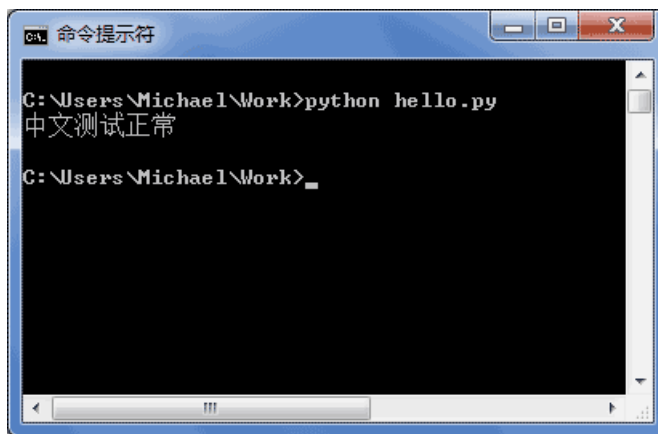 命令提示符
C:\Users\Michael\Work>python hello.py
中文测试正常
C:\Users\Michael\Work>_